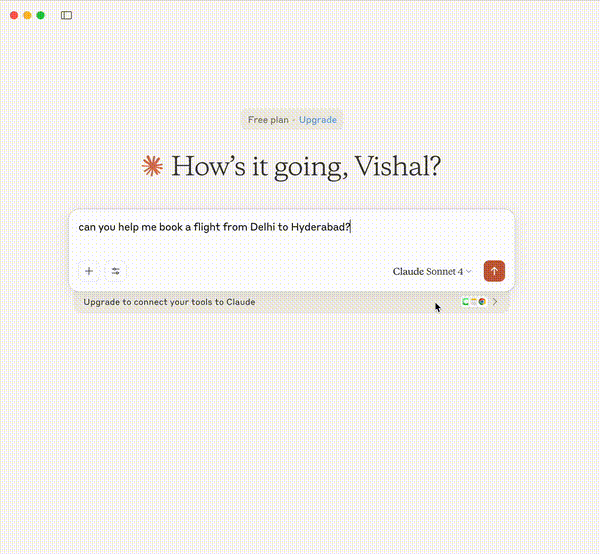 Free plan · Upgrade
How's it going, Vishal?
can you help me book a flight from Delhi to Hyderabad?
Claude Sonnet 4
Upgrade to connect your tools to Claude